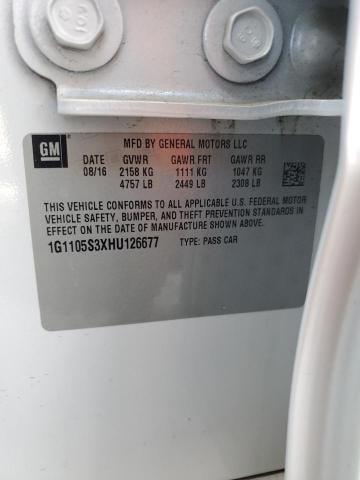 GM
MFD BY GENERAL MOTORS LLC
DATE GVWR GAWR FRT GAWR RR
08/16 2158 KG 1111 KG 1047 KG
4757 LB 2449 LB 2308 LB
THIS VEHICLE CONFORMS TO ALL APPLICABLE U.S. FEDERAL MOTOR
VEHICLE SAFETY, BUMPER, AND THEFT PREVENTION STANDARDS IN
EFFECT ON THE DATE OF MANUFACTURE SHOWN ABOVE.
1G1105S3XHU126677 TYPE: PASS CAR